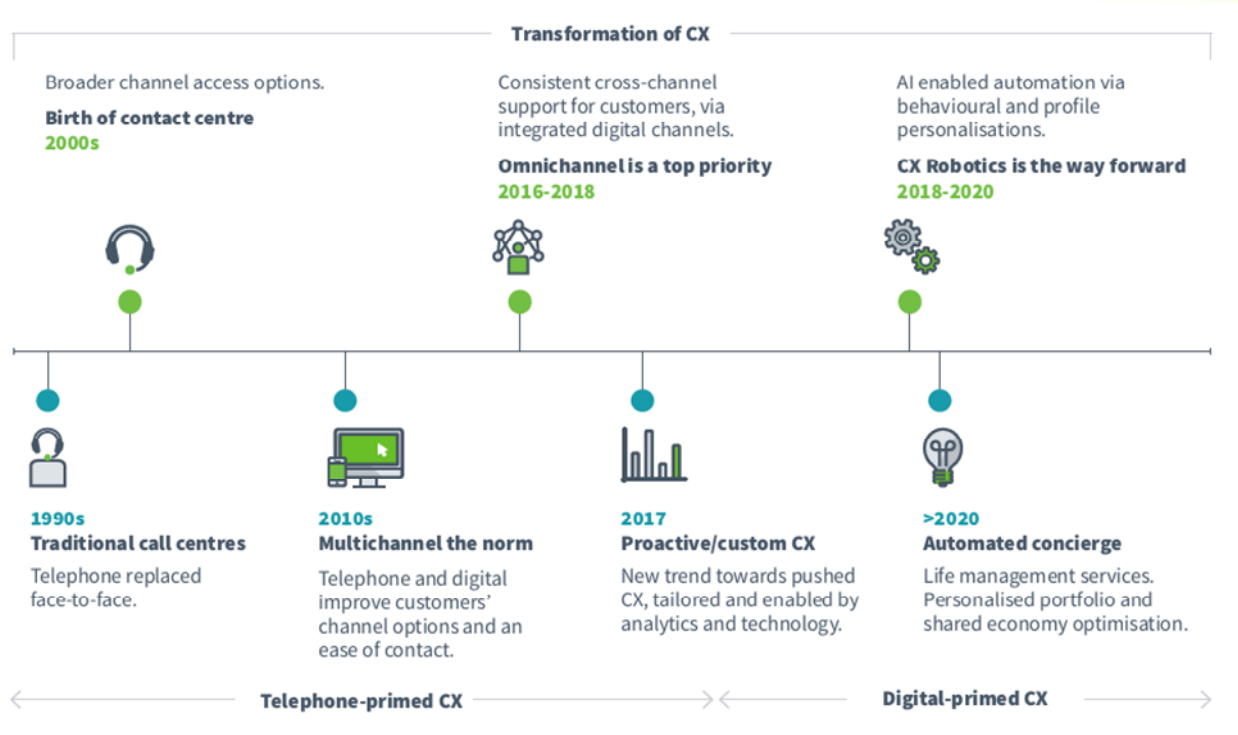 Transformation of CX
Broader channel access options.
Birth of contact centre
2000s
Consistent cross-channel
support for customers, via
integrated digital channels.
Omnichannel is a top priority
2016-2018
AI enabled automation via
behavioural and profile
personalisations.
CX Robotics is the way forward
2018-2020
1990s
Traditional call centres
Telephone replaced
face-to-face.
2010s
Multichannel the norm
Telephone and digital
improve customers’
channel options and an
ease of contact.
2017
Proactive/custom CX
New trend towards pushed
CX, tailored and enabled by
analytics and technology.
>2020
Automated concierge
Life management services.
Personalised portfolio and
shared economy optimisation.
Telephone-primed CX
Digital-primed CX